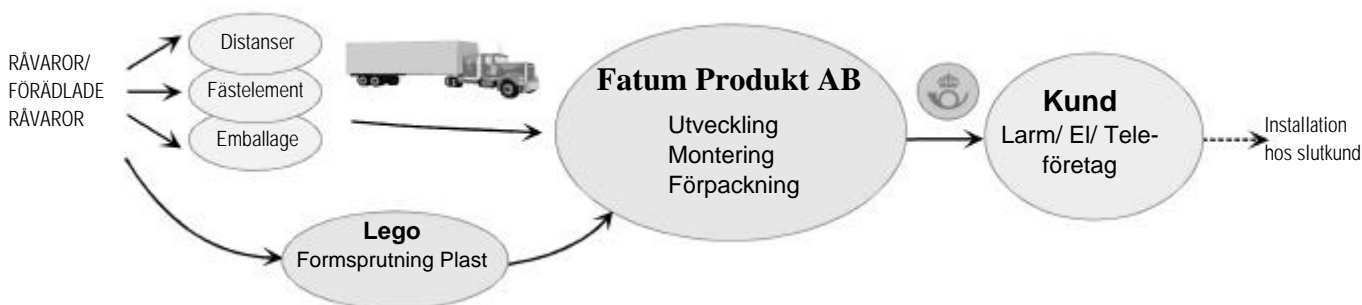 RÅVAROR/
FÖRÄDLADE
RÅVAROR
Distanser
Fästelement
Emballage
Lego
Formsprutning Plast
Fatum Produkt AB
Utveckling
Montering
Förpackning
Kund
Larm/ El/ Tele-
företag
Installation
hos slutkund